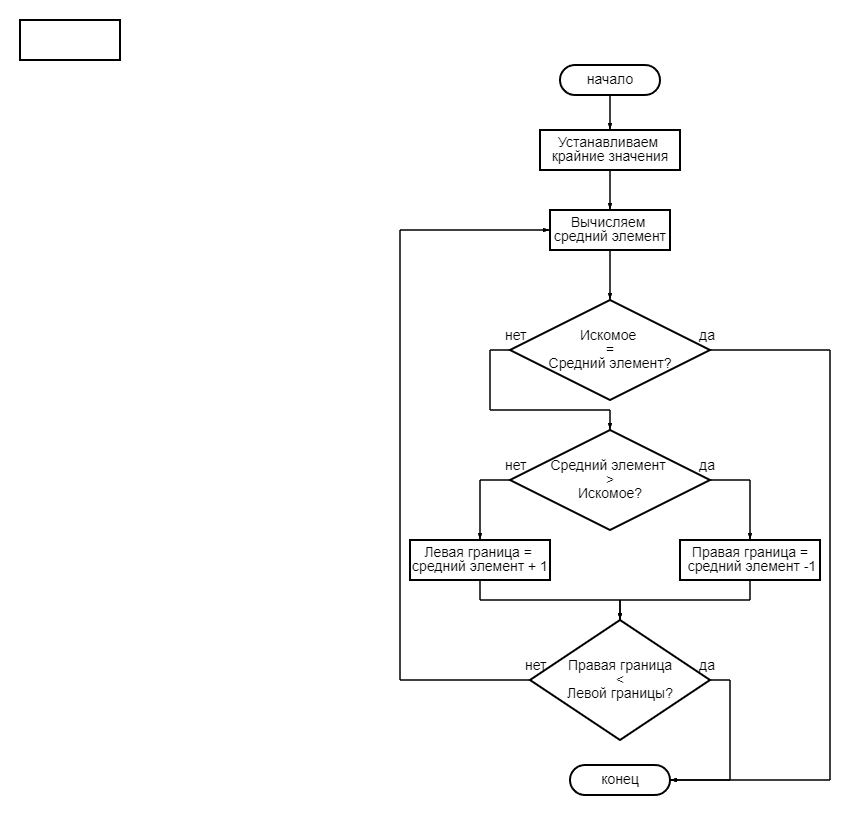 начало
Устанавливаем
крайние значения
Вычисляем
средний элемент
нет
да
Искомое
=
Средний элемент?
нет
да
Средний элемент
>
Искомое?
Левая граница =
средний элемент + 1
Правая граница =
средний элемент -1
нет
да
Правая граница
<
Левой границы?
конец